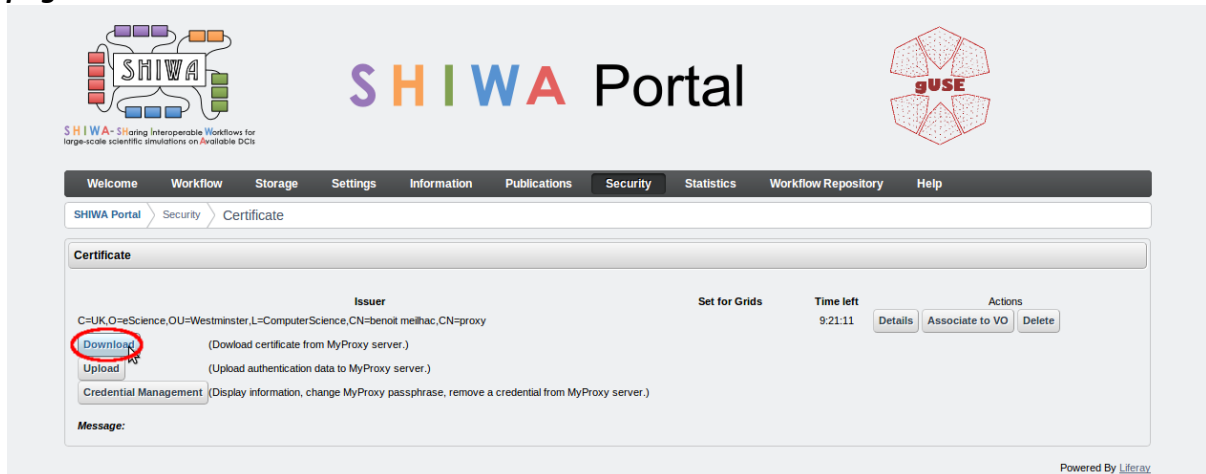 SHIWA
SHIWA Portal
gUSE
SHIWA- SHaring Interoperable Workflows for
large-scale scientific simulations on Available DCIs
Welcome Workflow Storage Settings Information Publications Security Statistics Workflow Repository Help
SHIWA Portal Security Certificate
Certificate
Issuer Set for Grids Time left Actions
C=UK,O=eScience,OU=Westminster,L=ComputerScience,CN=benoit meilhac,CN=proxy 9:21:11 Details Associate to VO Delete
Download (Dowload certificate from MyProxy server.)
Upload (Upload authentication data to MyProxy server.)
Credential Management (Display information, change MyProxy passphrase, remove a credential from MyProxy server.)
Message:
Powered By Liferay